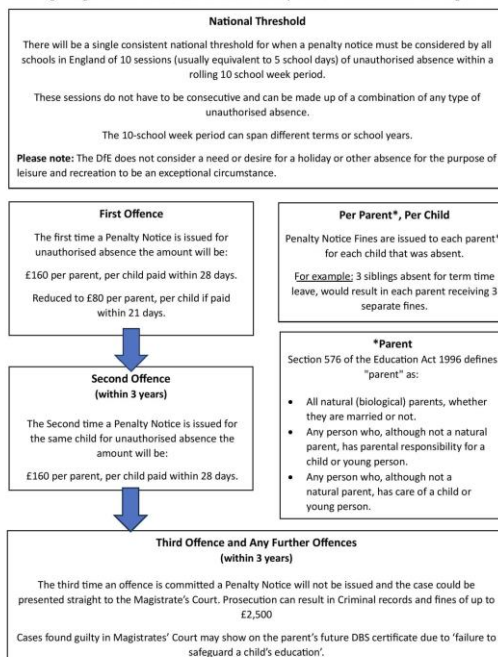 National Threshold
There will be a single consistent national threshold for when a penalty notice must be considered by all
schools in England of 10 sessions (usually equivalent to 5 school days) of unauthorised absence within a
rolling 10 school week period.
These sessions do not have to be consecutive and can be made up of a combination of any type of
unauthorised absence.
The 10-school week period can span different terms or school years.
Please note: The DfE does not consider a need or desire for a holiday or other absence for the purpose of
leisure and recreation to be an exceptional circumstance.
First Offence
The first time a Penalty Notice is issued for
unauthorised absence the amount will be:
£160 per parent, per child paid within 28 days.
Reduced to £80 per parent, per child if paid
within 21 days.
Per Parent*, Per Child
Penalty Notice Fines are issued to each parent*
for each child that was absent.
For example: 3 siblings absent for term time
leave, would result in each parent receiving 3
separate fines.
Second Offence
(within 3 years)
The Second time a Penalty Notice is issued for
the same child for unauthorised absence the
amount will be:
£160 per parent, per child paid within 28 days.
*Parent
Section 576 of the Education Act 1996 defines
"parent" as:
• All natural (biological) parents, whether
they are married or not.
• Any person who, although not a natural
parent, has parental responsibility for a
child or young person.
• Any person who, although not a
natural parent, has care of a child or
young person.
Third Offence and Any Further Offences
(within 3 years)
The third time an offence is committed a Penalty Notice will not be issued and the case could be
presented straight to the Magistrate's Court. Prosecution can result in Criminal records and fines of up to
£2,500
Cases found guilty in Magistrates' Court may show on the parent's future DBS certificate due to 'failure to
safeguard a child's education'.